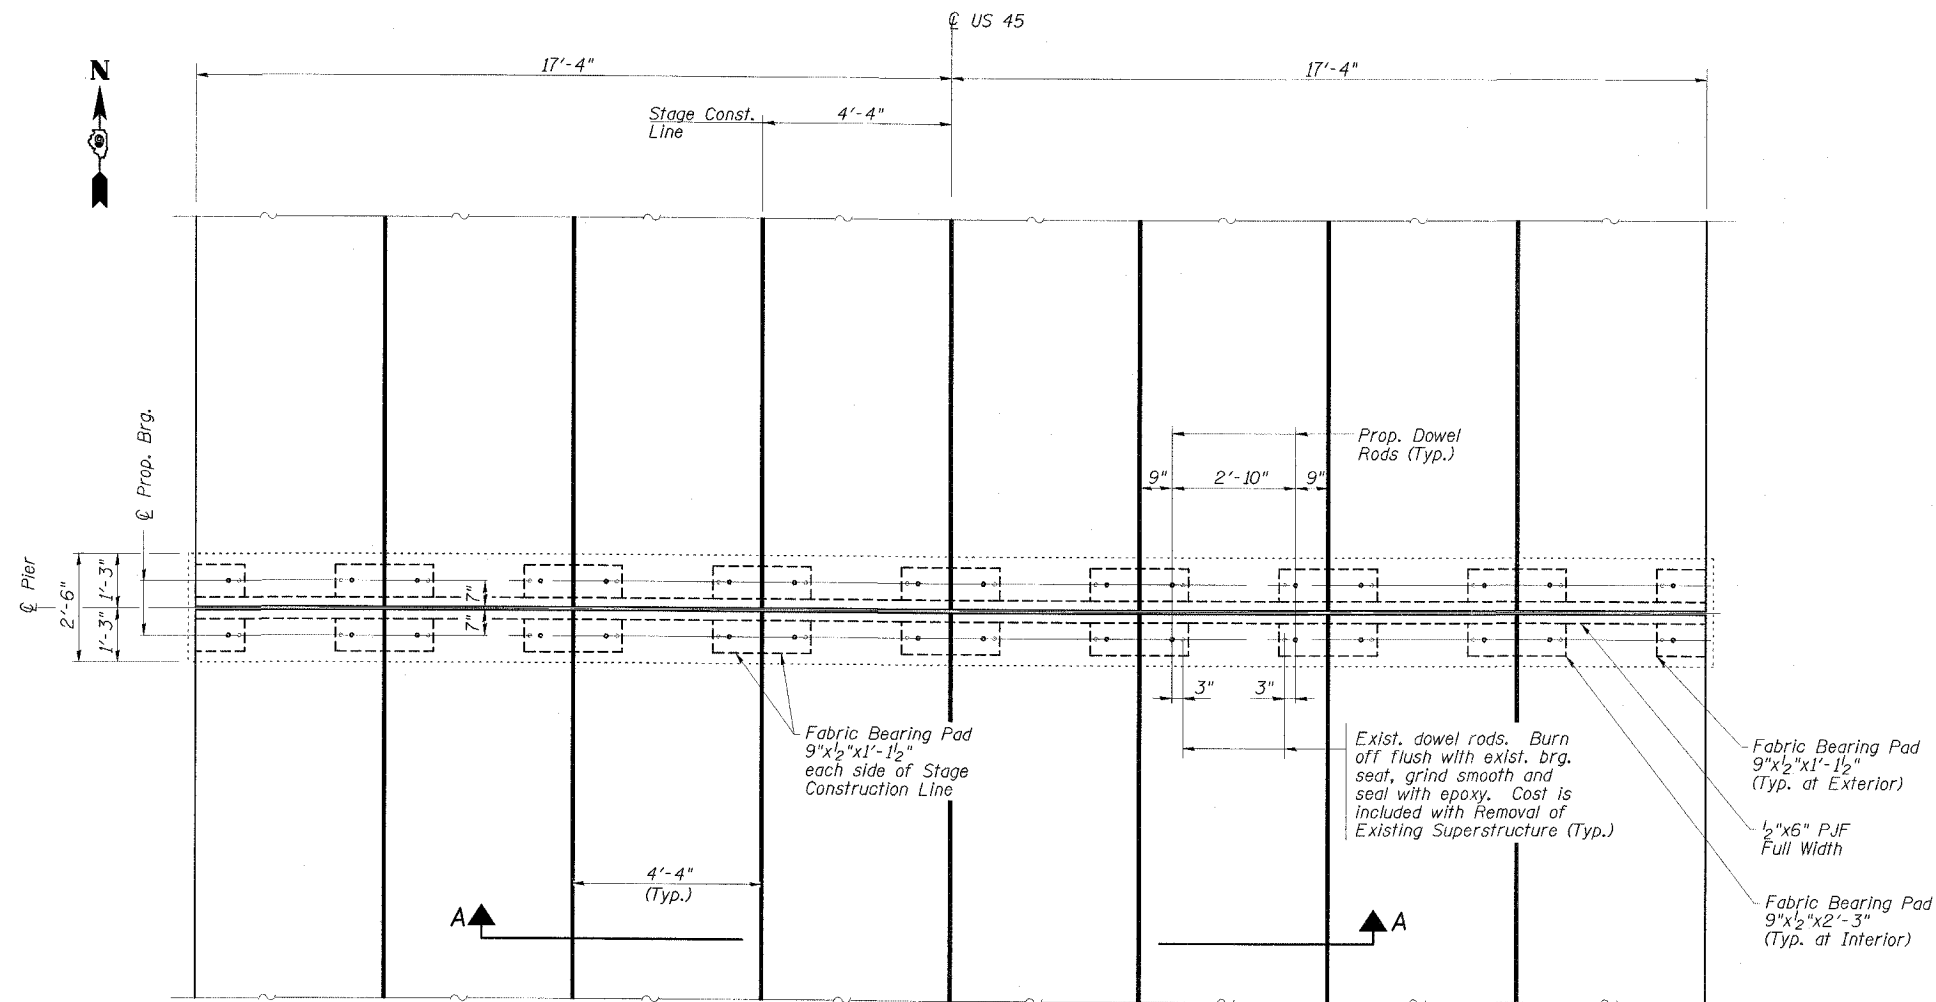 ℄ US 45
N
17'-4"
17'-4"
Stage Const.
Line
4'-4"
℄ Prop. Brg.
Prop. Dowel
Rods (Typ.)
9"
2'-10"
9"
℄ Pier
2'-6"
1'-3"
1'-3"
7"
7"
3"
3"
Fabric Bearing Pad
9"x1/2"x1'-1 1/2"
each side of Stage
Construction Line
Exist. dowel rods. Burn
off flush with exist. brg.
seat, grind smooth and
seal with epoxy. Cost is
included with Removal of
Existing Superstructure (Typ.)
Fabric Bearing Pad
9"x1/2"x1'-1 1/2"
(Typ. at Exterior)
1/2"x6" PJF
Full Width
4'-4"
(Typ.)
Fabric Bearing Pad
9"x1/2"x2'-3"
(Typ. at Interior)
A
A